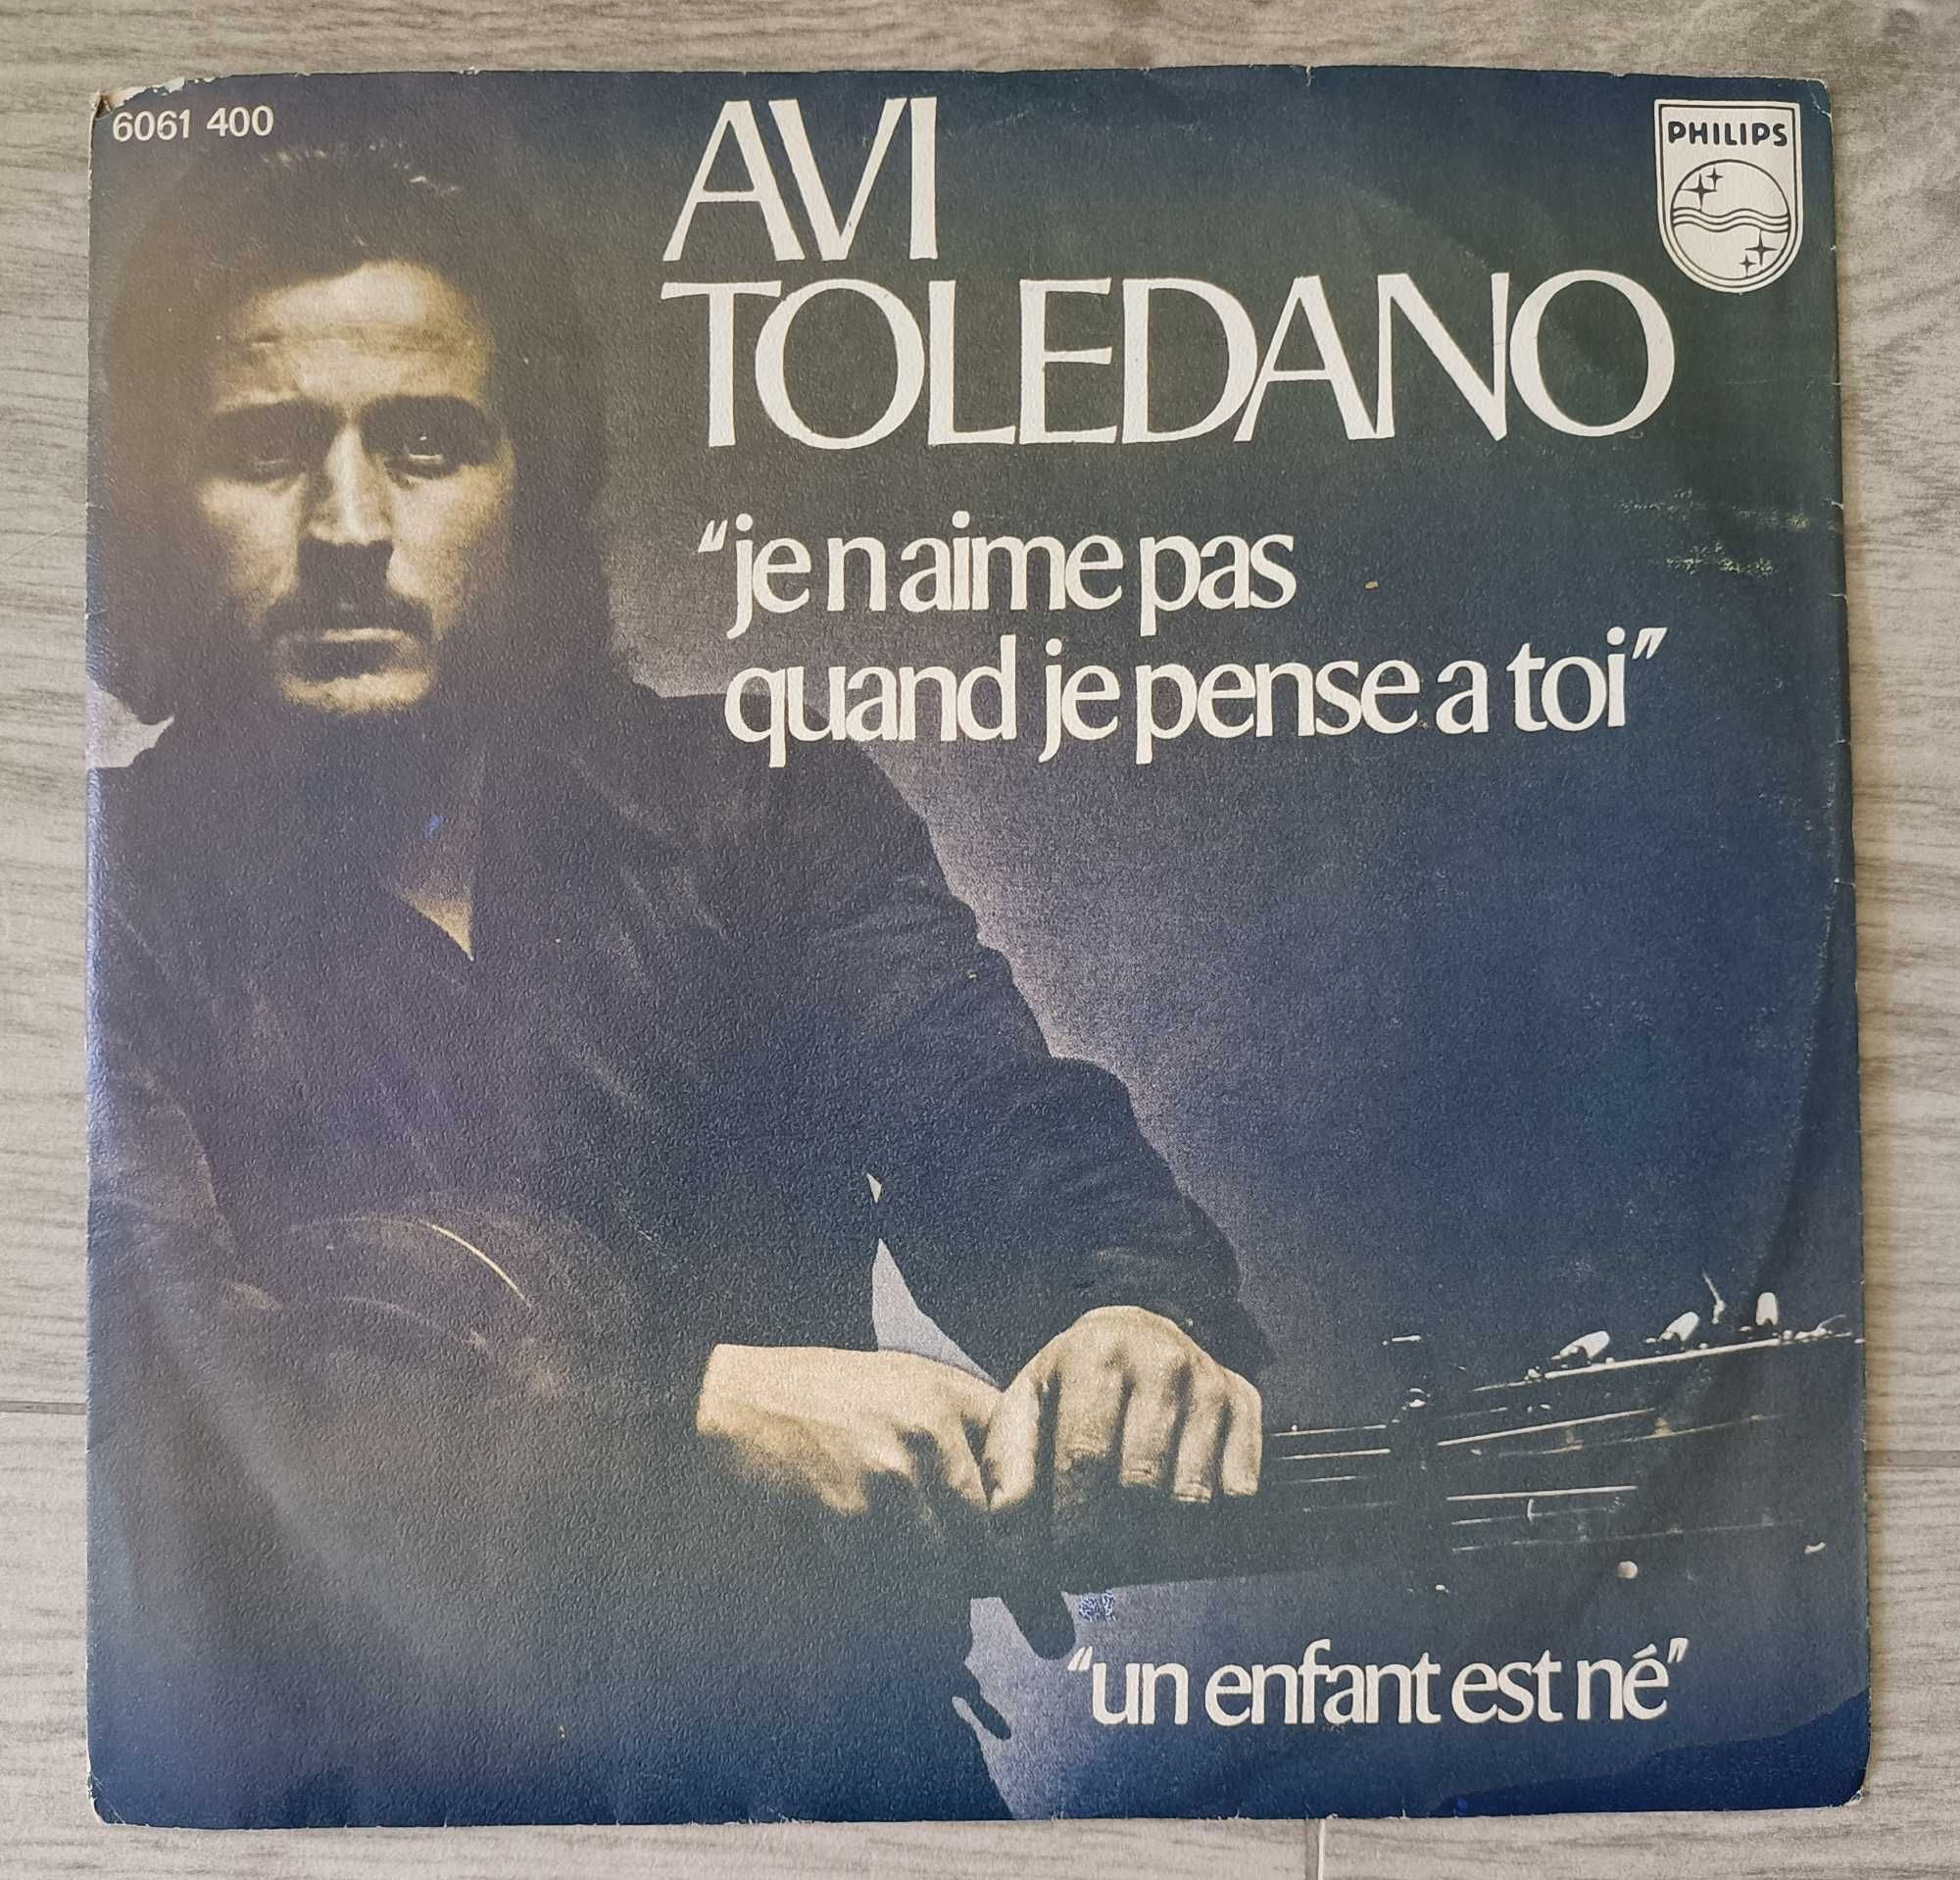 6061 400
AVI
TOLEDANO
PHILIPS
"je n aime pas
quand je pense a toi"
"un enfant est né"